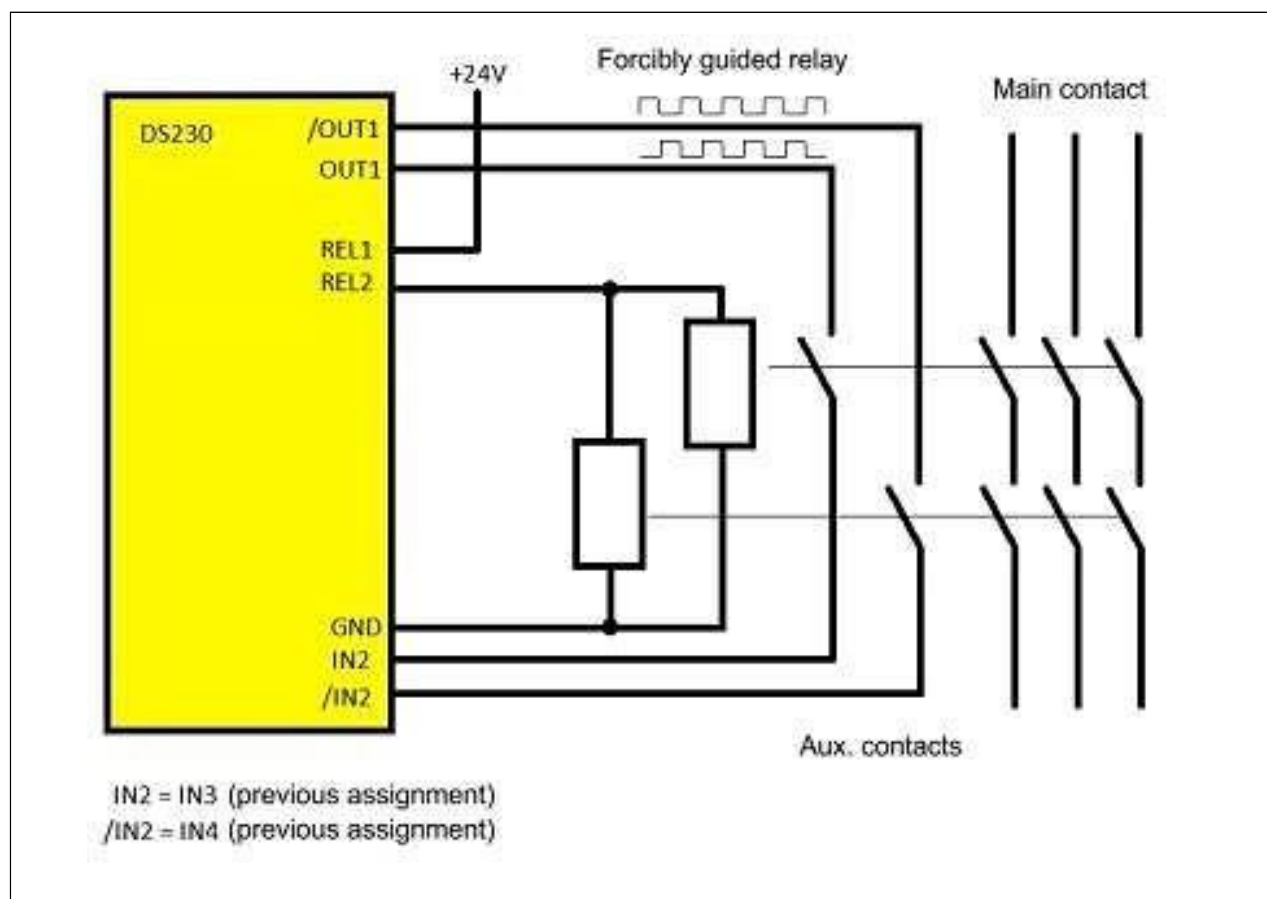 Forcibly guided relay
+24V
Main contact
DS230
/OUT1
OUT1
REL1
REL2
GND
IN2
/IN2
Aux. contacts
IN2 = IN3 (previous assignment)
/IN2 = IN4 (previous assignment)